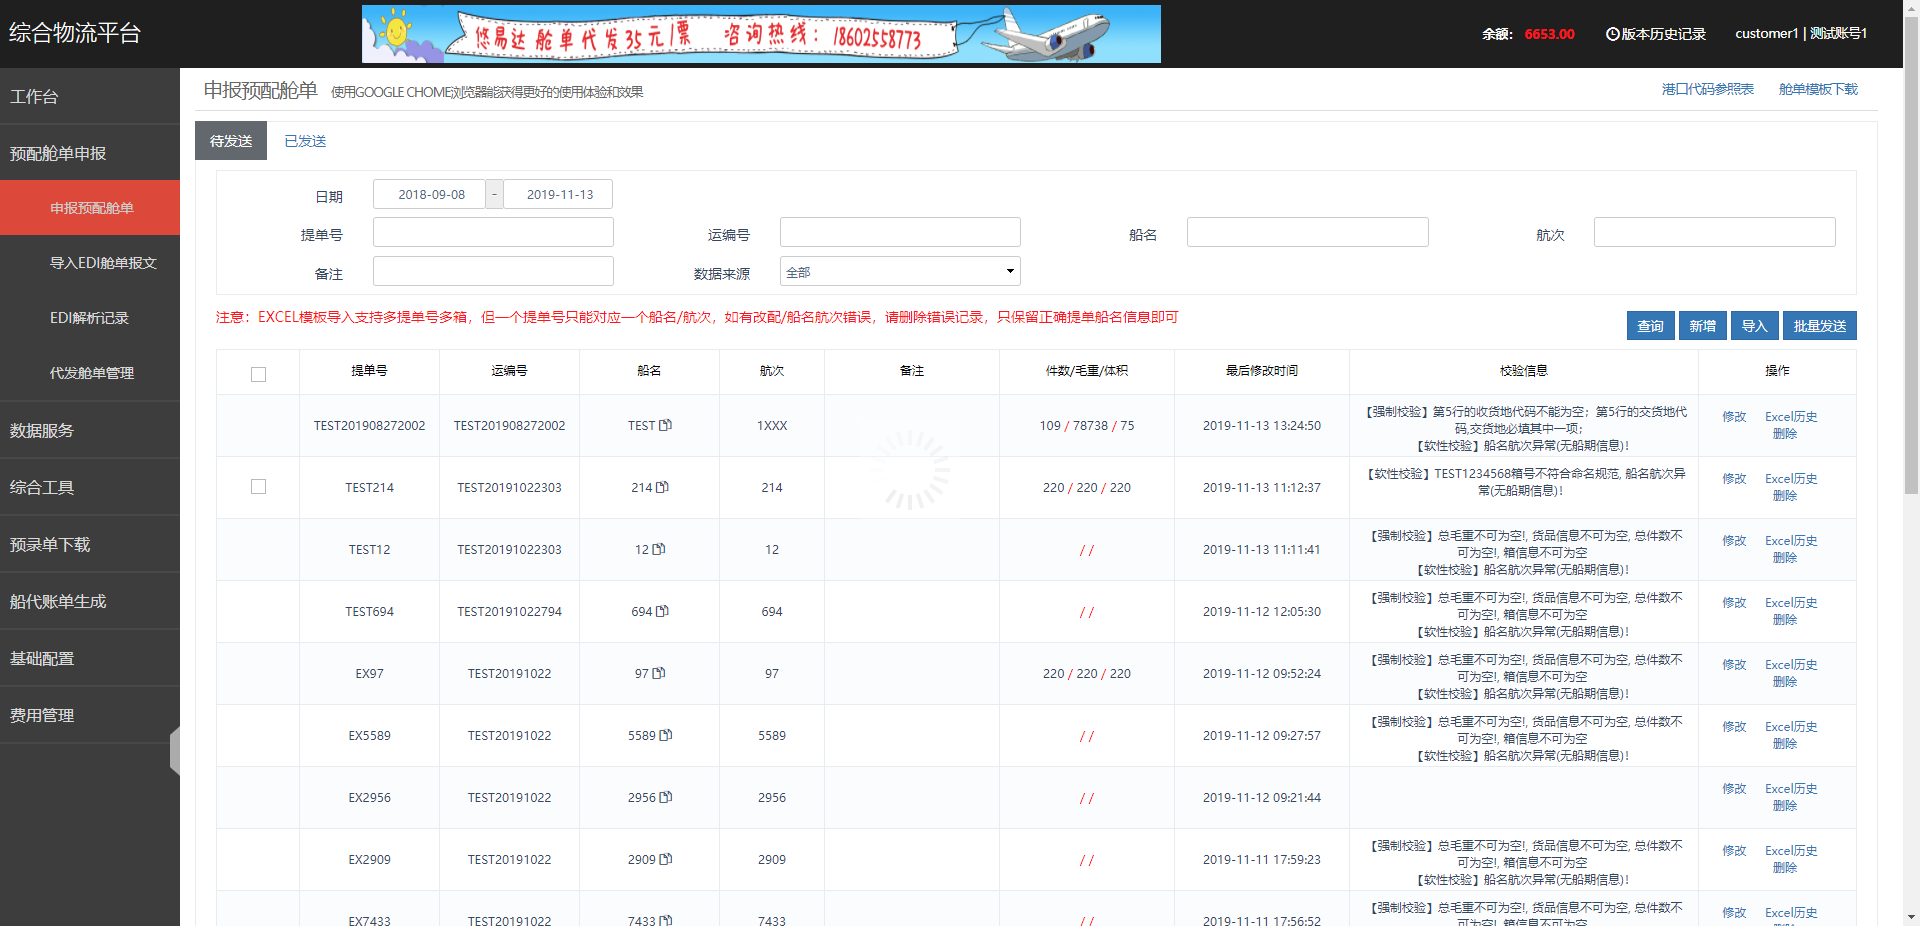 综合物流平台
悠易达 舱单代发35元/票 咨询热线：18602558773
余额： 6653.00 版本历史记录 customer1 | 测试账号1
工作台
预配舱单申报
申报预配舱单
导入EDI舱单报文
EDI解析记录
代发舱单管理
数据服务
综合工具
预录单下载
船代账单生成
基础配置
费用管理
申报预配舱单 使用GOOGLE CHOME浏览器能获得更好的使用体验和效果
港口代码参照表 舱单模板下载
待发送 已发送
日期 2018-09-08 - 2019-11-13
提单号 运编号 船名 航次
备注 数据来源 全部
注意：EXCEL模板导入支持多提单号多箱，但一个提单号只能对应一个船名/航次，如有改配/船名航次错误，请删除错误记录，只保留正确提单船名信息即可
查询 新增 导入 批量发送
提单号 运编号 船名 航次 备注 件数/毛重/体积 最后修改时间 校验信息 操作
TEST201908272002 TEST201908272002 TEST 1XXX 109 / 78738 / 75 2019-11-13 13:24:50
【强制校验】第5行的收货地代码不能为空；第5行的交货地代
码,交货地必填其中一项；
【软性校验】船名航次异常(无船期信息)！
修改 Excel历史
删除
TEST214 TEST20191022303 214 214 220 / 220 / 220 2019-11-13 11:12:37
【软性校验】TEST1234568箱号不符合命名规范, 船名航次异
常(无船期信息)！
修改 Excel历史
删除
TEST12 TEST20191022303 12 12 / / 2019-11-13 11:11:41
【强制校验】总毛重不可为空!, 货品信息不可为空, 总件数不
可为空!, 箱信息不可为空
【软性校验】船名航次异常(无船期信息)！
修改 Excel历史
删除
TEST694 TEST20191022794 694 694 / / 2019-11-12 12:05:30
【强制校验】总毛重不可为空!, 货品信息不可为空, 总件数不
可为空!, 箱信息不可为空
【软性校验】船名航次异常(无船期信息)！
修改 Excel历史
删除
EX97 TEST20191022 97 97 220 / 220 / 220 2019-11-12 09:52:24
【强制校验】总毛重不可为空!, 货品信息不可为空, 总件数不
可为空!, 箱信息不可为空
【软性校验】船名航次异常(无船期信息)！
修改 Excel历史
删除
EX5589 TEST20191022 5589 5589 / / 2019-11-12 09:27:57
【强制校验】总毛重不可为空!, 货品信息不可为空, 总件数不
可为空!, 箱信息不可为空
【软性校验】船名航次异常(无船期信息)！
修改 Excel历史
删除
EX2956 TEST20191022 2956 2956 / / 2019-11-12 09:21:44
修改 Excel历史
删除
EX2909 TEST20191022 2909 2909 / / 2019-11-11 17:59:23
【强制校验】总毛重不可为空!, 货品信息不可为空, 总件数不
可为空!, 箱信息不可为空
【软性校验】船名航次异常(无船期信息)！
修改 Excel历史
删除
EX7433 TEST20191022 7433 7433 / / 2019-11-11 17:56:52
【强制校验】总毛重不可为空!, 货品信息不可为空, 总件数不
可为空!, 箱信息不可为空
修改 Excel历史